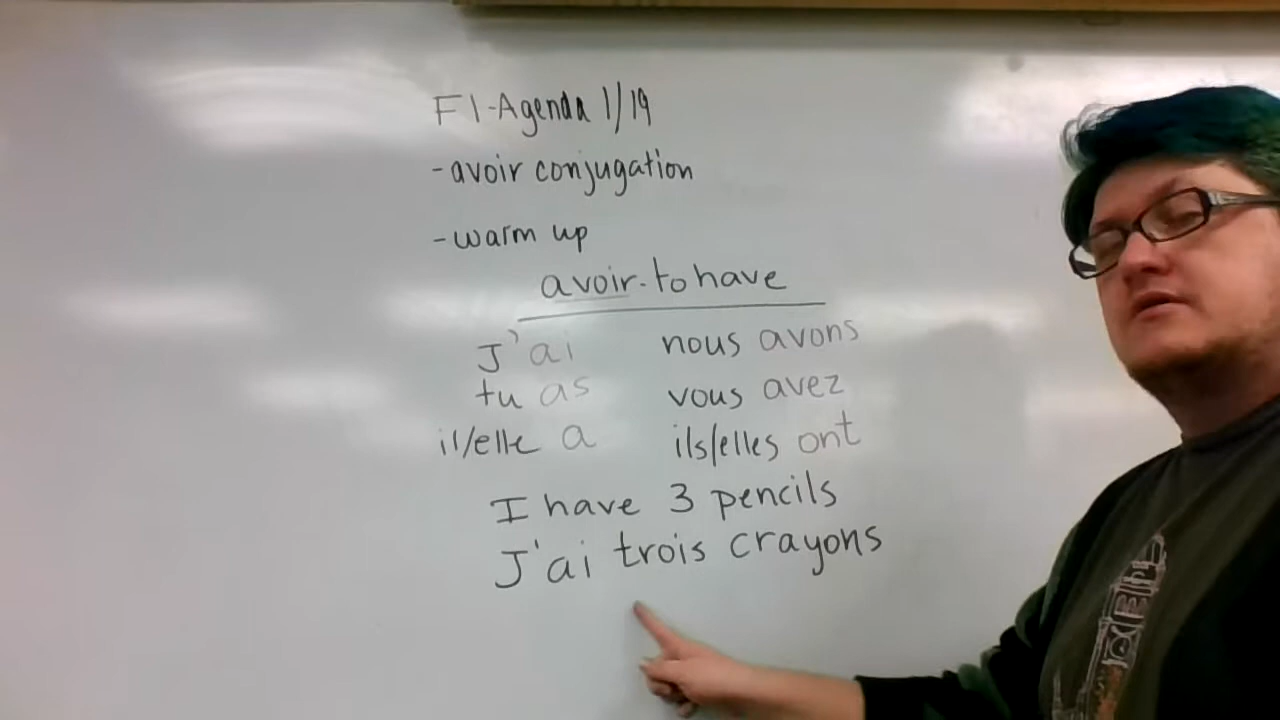 F1-Agenda 1/19
-avoir conjugation
-warm up
avoir-to have
J'ai nous avons
tu as vous avez
il/elle a ils/elles ont
I have 3 pencils
J'ai trois crayons